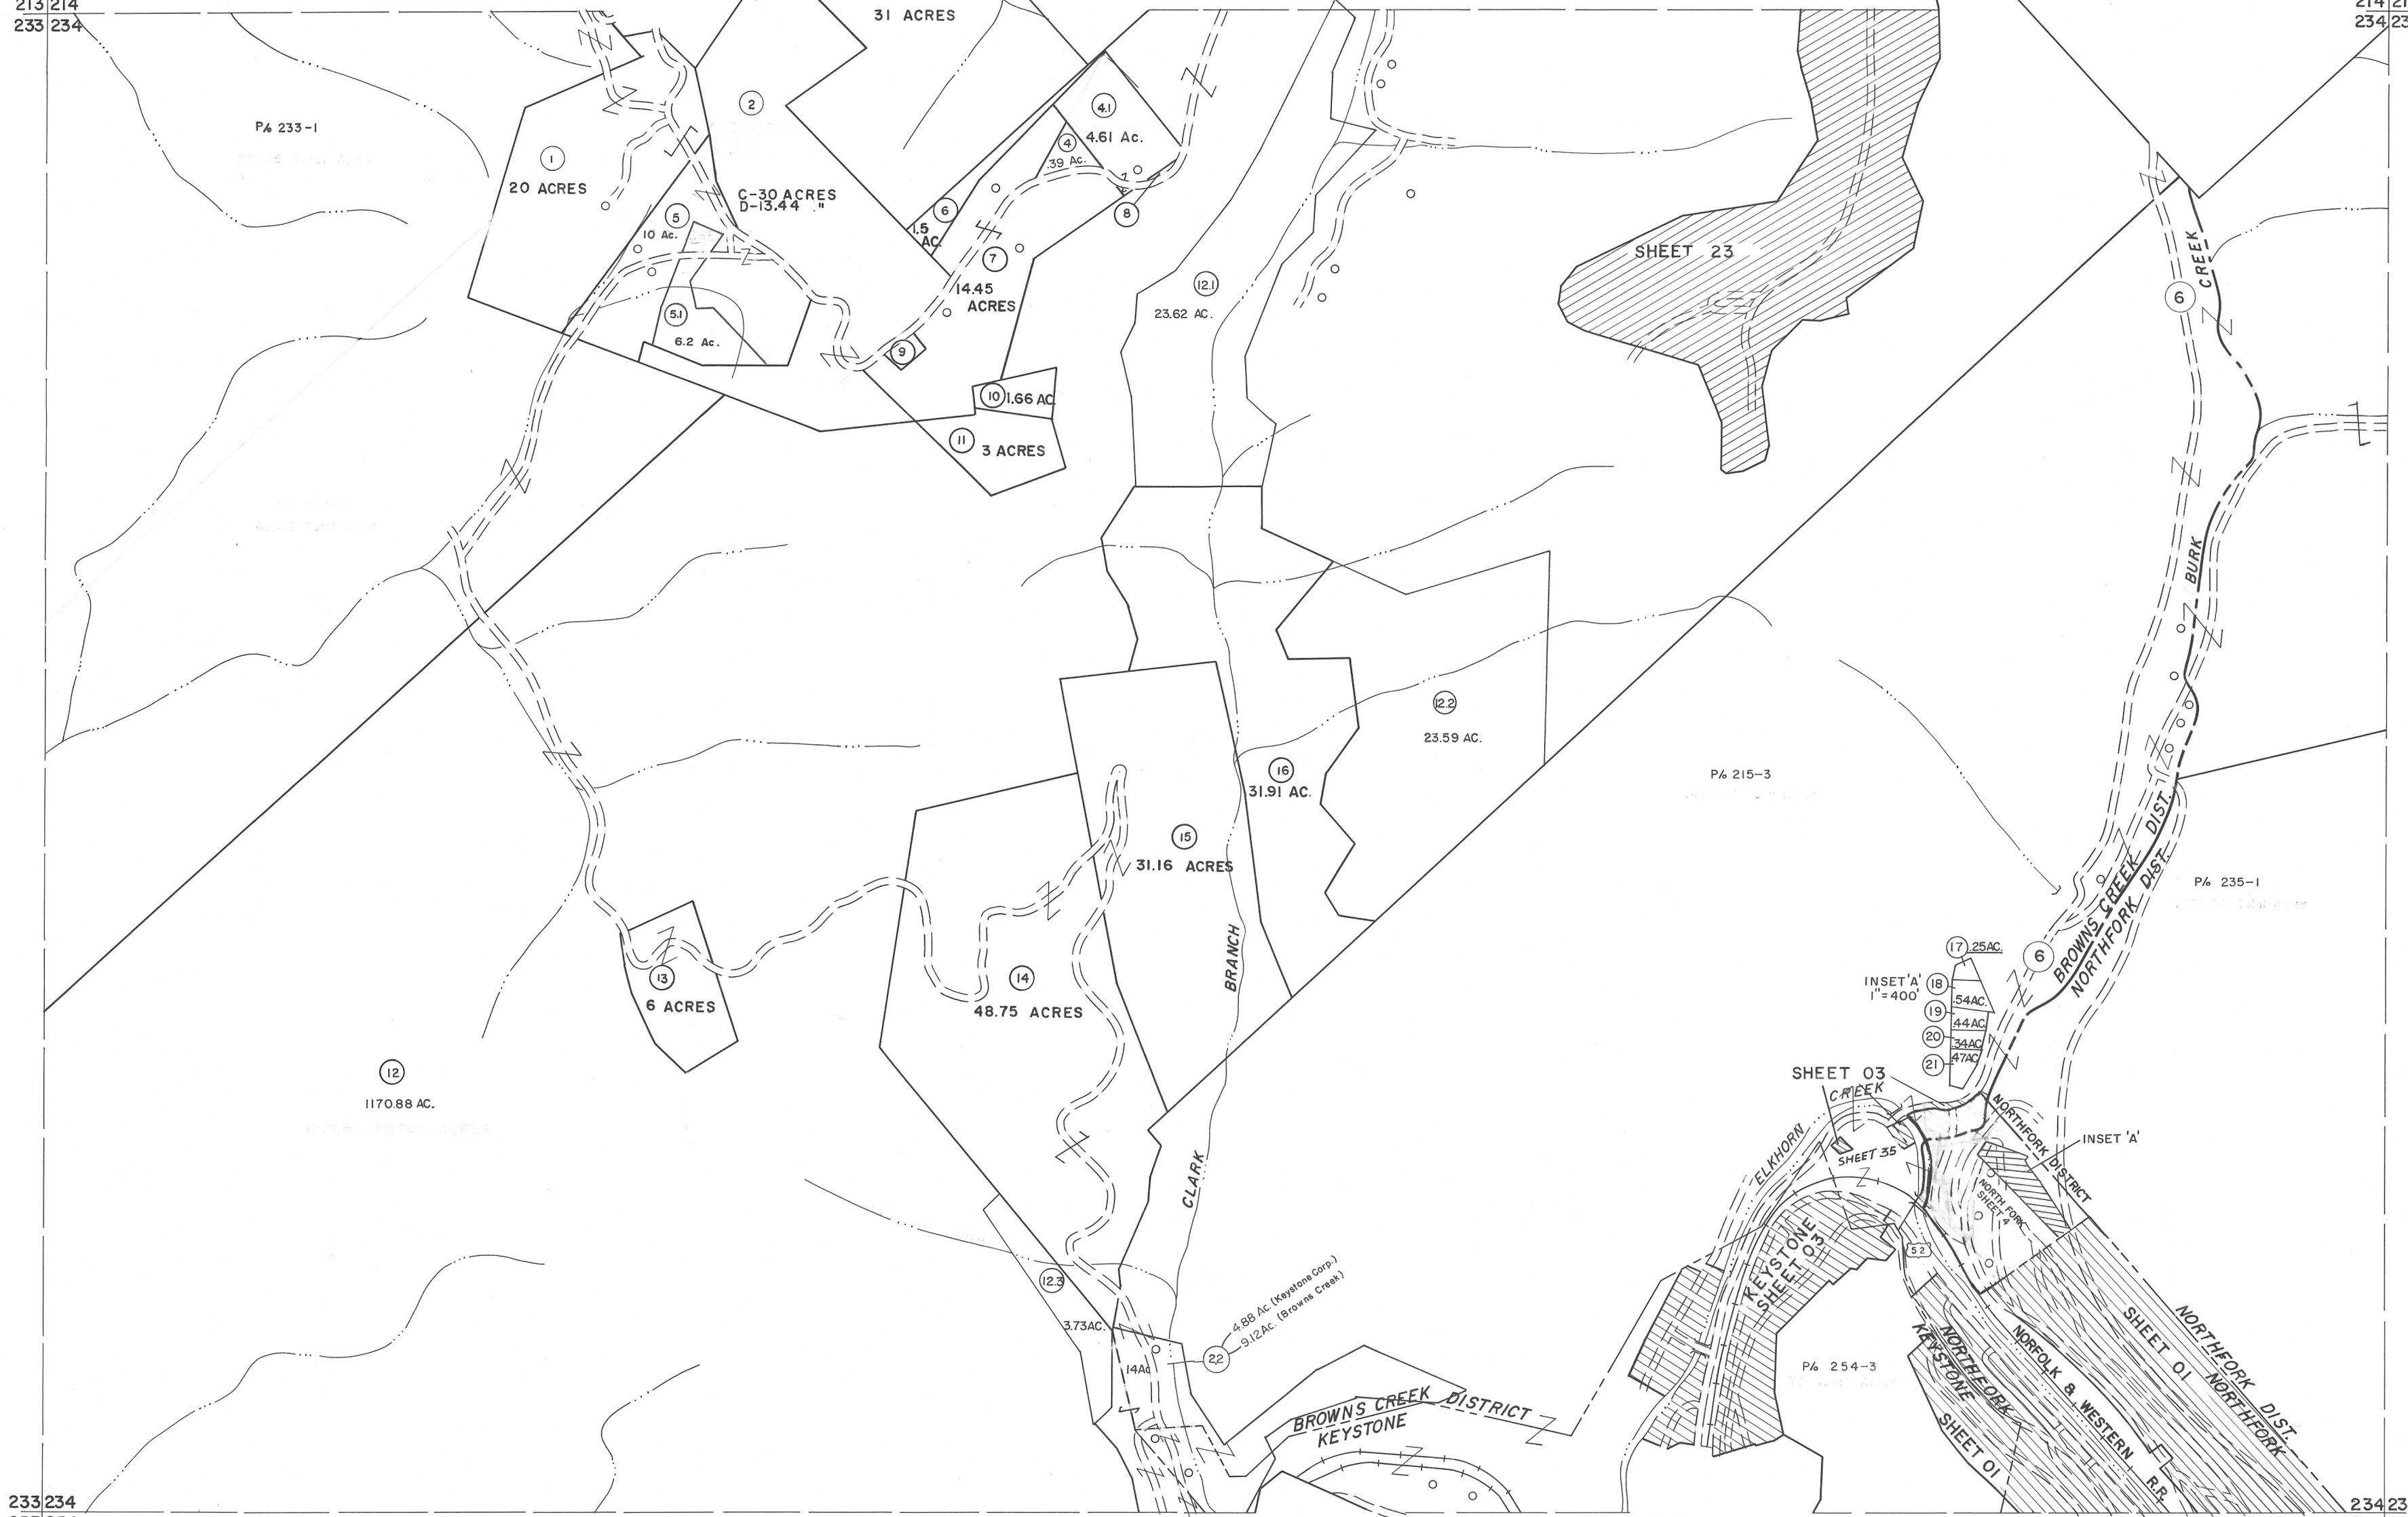 213 214
233 234
214 21
234 23
31 ACRES
P/o 233-1
1
20 ACRES
2
C-30 ACRES
D-13.44 "
4.1
4.61 Ac.
4
.39 Ac.
5
10 Ac.
6
1.5
AC.
7
14.45
ACRES
8
5.1
6.2 Ac.
9
10
1.66 AC
11
3 ACRES
12.1
23.62 AC.
SHEET 23
6
CREEK
BURK
12.2
23.59 AC.
P/o 215-3
16
31.91 AC.
15
31.16 ACRES
BRANCH
CLARK
14
48.75 ACRES
13
6 ACRES
12
1170.88 AC.
P/o 235-1
BROWNS CREEK DIST.
NORTHFORK DIST.
6
17
.25AC.
INSET 'A'
1"=400'
18
.54AC.
19
.44AC.
20
.34AC
21
.47AC
SHEET 03
CREEK
ELKHORN
SHEET 35
NORTHFORK DISTRICT
INSET 'A'
NORTH FORK
SHEET 4
52
KEYSTONE
SHEET 03
12.3
3.73AC.
14Ac
22
4.88 Ac. (Keystone Corp.)
9.12Ac. (Browns Creek)
BROWNS CREEK DISTRICT
KEYSTONE
P/o 254-3
NORTHFORK
KEYSTONE
SHEET 01
NORFOLK & WESTERN R.R.
SHEET 01
NORTHFORK DIST.
NORTHFORK
233 234
234 23